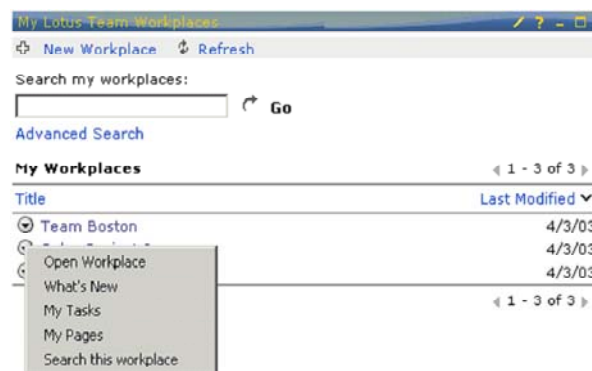 My Lotus Team Workplaces
New Workplace Refresh
Search my workplaces:
Go
Advanced Search
My Workplaces 1 - 3 of 3
Title Last Modified
Team Boston 4/3/03
4/3/03
4/3/03
Open Workplace
What's New
My Tasks
My Pages
Search this workplace
1 - 3 of 3